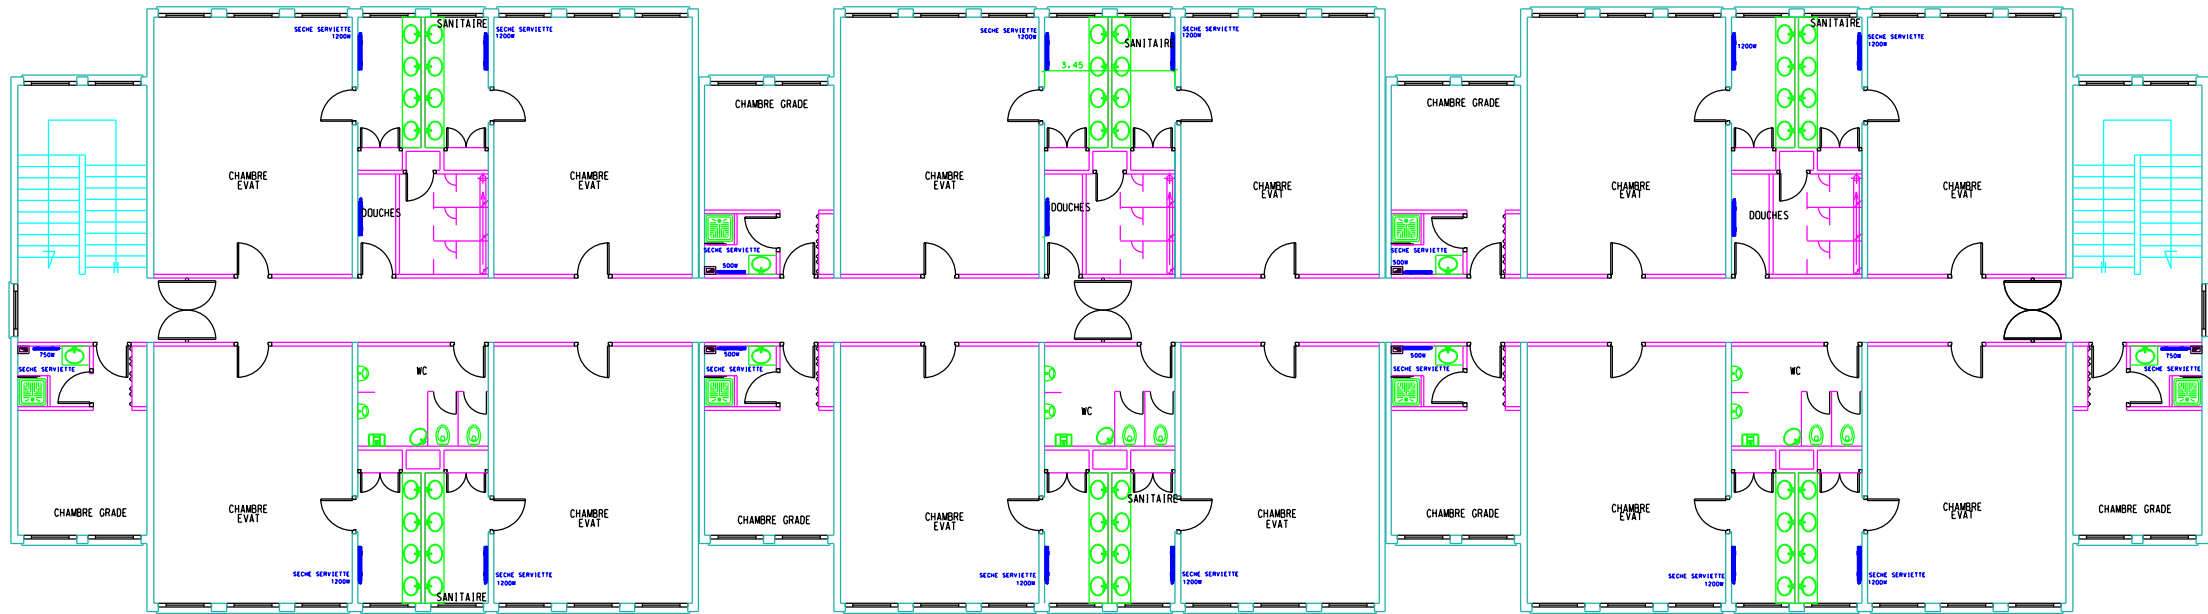 SANITAIRE
SECHE SERVIETTE
1200W
SECHE SERVIETTE
1200W
SECHE SERVIETTE
1200W
SANITAIRE
SECHE SERVIETTE
1200W
1200W
SANITAIRE
SECHE SERVIETTE
1200W
3.45
CHAMBRE GRADE
CHAMBRE GRADE
CHAMBRE
EVAT
CHAMBRE
EVAT
CHAMBRE
EVAT
CHAMBRE
EVAT
CHAMBRE
EVAT
CHAMBRE
EVAT
DOUCHES
DOUCHES
DOUCHES
SECHE SERVIETTE
500W
SECHE SERVIETTE
500W
750W
SECHE SERVIETTE
WC
500W
SECHE SERVIETTE
WC
500W
SECHE SERVIETTE
WC
750W
SECHE SERVIETTE
CHAMBRE GRADE
CHAMBRE
EVAT
CHAMBRE
EVAT
CHAMBRE GRADE
CHAMBRE
EVAT
SANITAIRE
CHAMBRE
EVAT
CHAMBRE GRADE
CHAMBRE
EVAT
CHAMBRE
EVAT
CHAMBRE GRADE
SECHE SERVIETTE
1200W
SANITAIRE
SECHE SERVIETTE
1200W
SECHE SERVIETTE
1200W
SECHE SERVIETTE
1200W
SECHE SERVIETTE
1200W
SECHE SERVIETTE
1200W